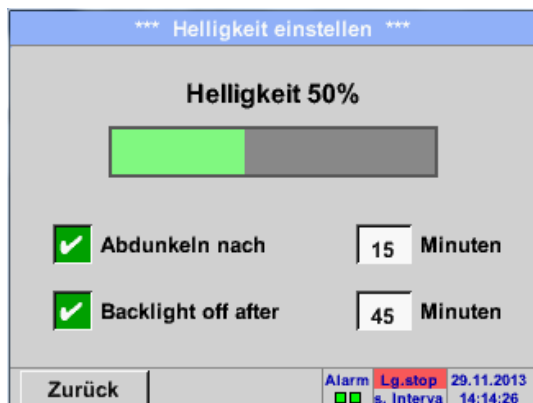 *** Helligkeit einstellen ***
Helligkeit 50%
Abdunkeln nach 15 Minuten
Backlight off after 45 Minuten
Zurück
Alarm Lg.stop 29.11.2013
s. Interva 14:14:26